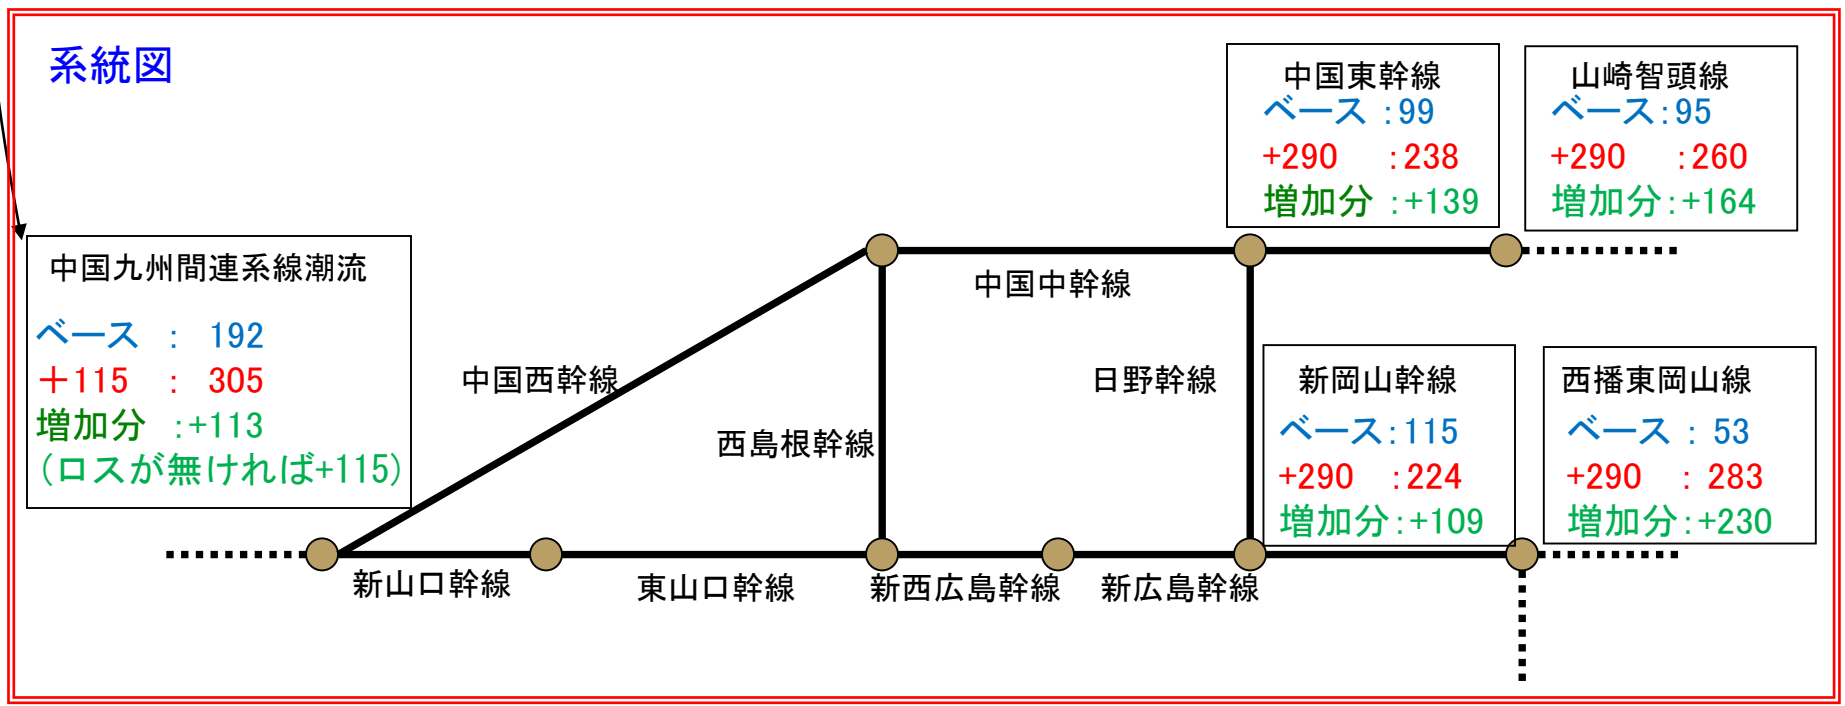 系統図
中国東幹線
ベース :99
+290 :238
増加分 :+139
山崎智頭線
ベース:95
+290 :260
増加分:+164
中国九州間連系線潮流
ベース : 192
+115 : 305
増加分 :+113
(ロスが無ければ+115)
中国中幹線
中国西幹線
西島根幹線
日野幹線
新岡山幹線
ベース:115
+290 :224
増加分:+109
西播東岡山線
ベース : 53
+290 : 283
増加分:+230
新山口幹線
東山口幹線
新西広島幹線
新広島幹線